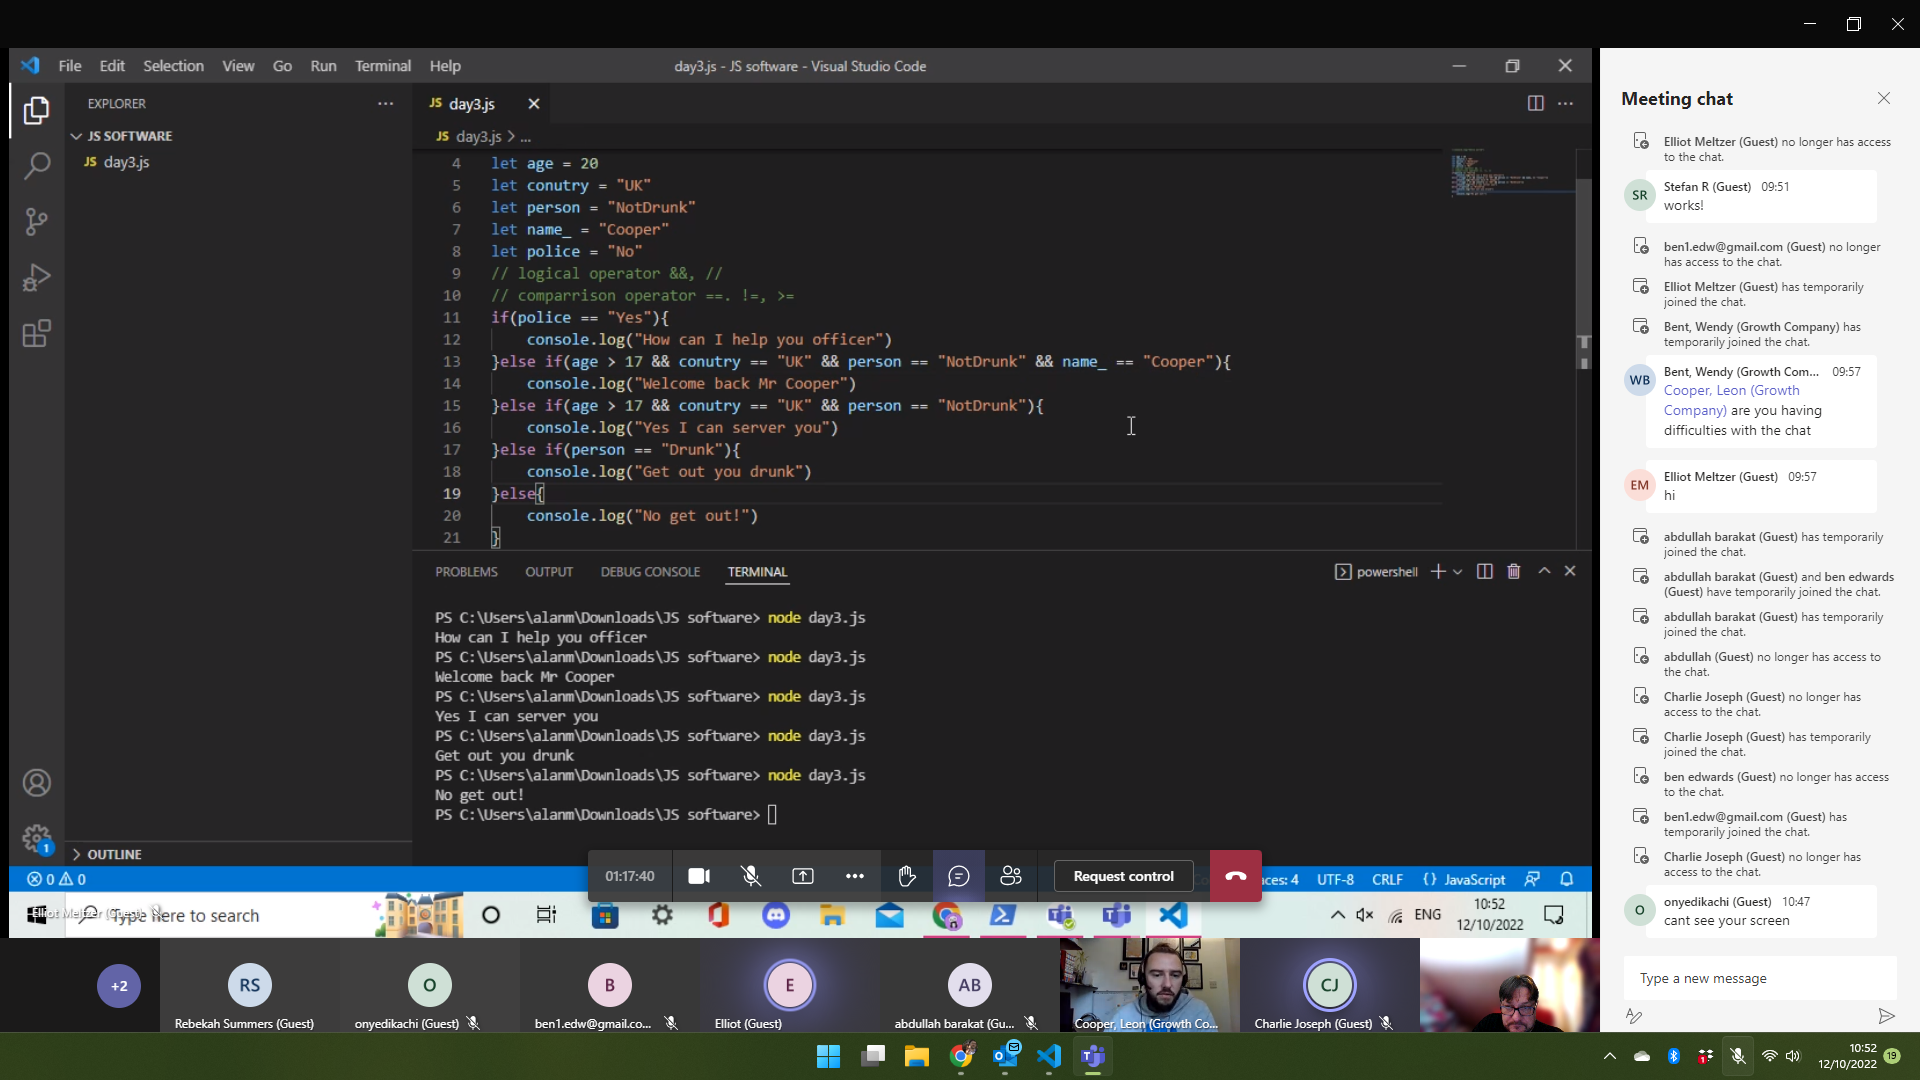 File Edit Selection View Go Run Terminal Help
day3.js - JS software - Visual Studio Code
EXPLORER
JS SOFTWARE
JS day3.js
JS day3.js
JS day3.js > ...
4 let age = 20
5 let conutry = "UK"
6 let person = "NotDrunk"
7 let name_ = "Cooper"
8 let police = "No"
9 // logical operator &&, //
10 // comparrison operator ==. !=, >=
11 if(police == "Yes"){
12 console.log("How can I help you officer")
13 }else if(age > 17 && conutry == "UK" && person == "NotDrunk" && name_ == "Cooper"){
14 console.log("Welcome back Mr Cooper")
15 }else if(age > 17 && conutry == "UK" && person == "NotDrunk"){
16 console.log("Yes I can server you")
17 }else if(person == "Drunk"){
18 console.log("Get out you drunk")
19 }else{
20 console.log("No get out!")
21 }
PROBLEMS OUTPUT DEBUG CONSOLE TERMINAL
powershell
PS C:\Users\alanm\Downloads\JS software> node day3.js
How can I help you officer
PS C:\Users\alanm\Downloads\JS software> node day3.js
Welcome back Mr Cooper
PS C:\Users\alanm\Downloads\JS software> node day3.js
Yes I can server you
PS C:\Users\alanm\Downloads\JS software> node day3.js
Get out you drunk
PS C:\Users\alanm\Downloads\JS software> node day3.js
No get out!
PS C:\Users\alanm\Downloads\JS software>
OUTLINE
1
0 0
01:17:40
Request control
ces: 4 UTF-8 CRLF {} JavaScript
Elliot Meltzer (Guest)
Type here to search
ENG
10:52
12/10/2022
+2
RS
Rebekah Summers (Guest)
O
onyedikachi (Guest)
B
ben1.edw@gmail.co...
E
Elliot (Guest)
AB
abdullah barakat (Gu...
Cooper, Leon (Growth Co...
CJ
Charlie Joseph (Guest)
Meeting chat
Elliot Meltzer (Guest) no longer has access
to the chat.
SR
Stefan R (Guest) 09:51
works!
ben1.edw@gmail.com (Guest) no longer
has access to the chat.
Elliot Meltzer (Guest) has temporarily
joined the chat.
Bent, Wendy (Growth Company) has
temporarily joined the chat.
WB
Bent, Wendy (Growth Com... 09:57
Cooper, Leon (Growth
Company) are you having
difficulties with the chat
EM
Elliot Meltzer (Guest) 09:57
hi
abdullah barakat (Guest) has temporarily
joined the chat.
abdullah barakat (Guest) and ben edwards
(Guest) have temporarily joined the chat.
abdullah barakat (Guest) has temporarily
joined the chat.
abdullah (Guest) no longer has access to
the chat.
Charlie Joseph (Guest) no longer has
access to the chat.
Charlie Joseph (Guest) has temporarily
joined the chat.
ben edwards (Guest) no longer has access
to the chat.
ben1.edw@gmail.com (Guest) has
temporarily joined the chat.
Charlie Joseph (Guest) no longer has
access to the chat.
O
onyedikachi (Guest) 10:47
cant see your screen
Type a new message
10:52
12/10/2022
19